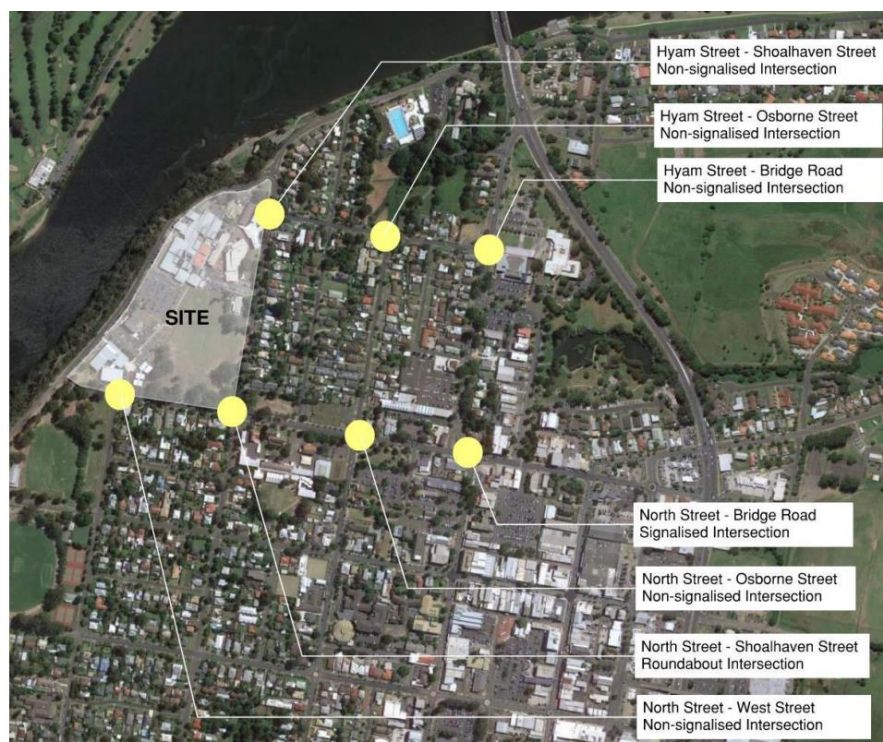 Hyam Street - Shoalhaven Street
Non-signalised Intersection
Hyam Street - Osborne Street
Non-signalised Intersection
Hyam Street - Bridge Road
Non-signalised Intersection
SITE
North Street - Bridge Road
Signalised Intersection
North Street - Osborne Street
Non-signalised Intersection
North Street - Shoalhaven Street
Roundabout Intersection
North Street - West Street
Non-signalised Intersection